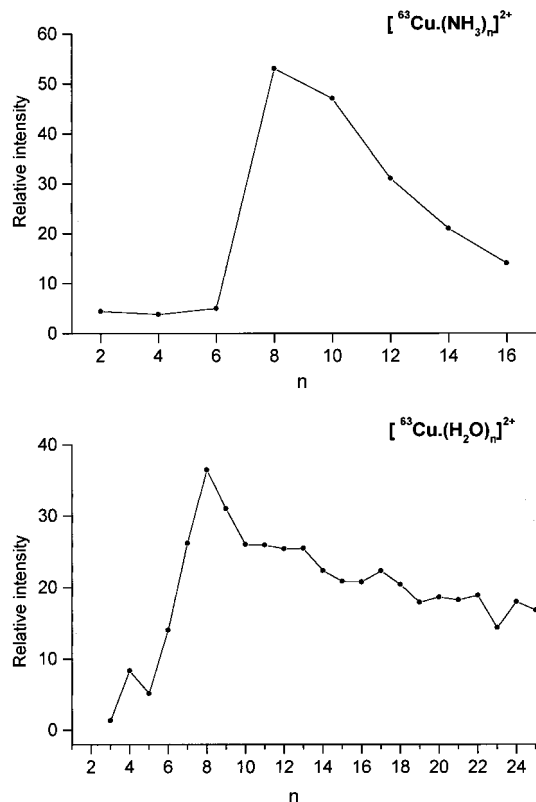 [ ⁶³Cu.(NH₃)ₙ]²⁺
60
50
40
30
20
10
0
Relative intensity
2 4 6 8 10 12 14 16
n
[ ⁶³Cu.(H₂O)ₙ]²⁺
40
30
20
10
0
Relative intensity
2 4 6 8 10 12 14 16 18 20 22 24
n